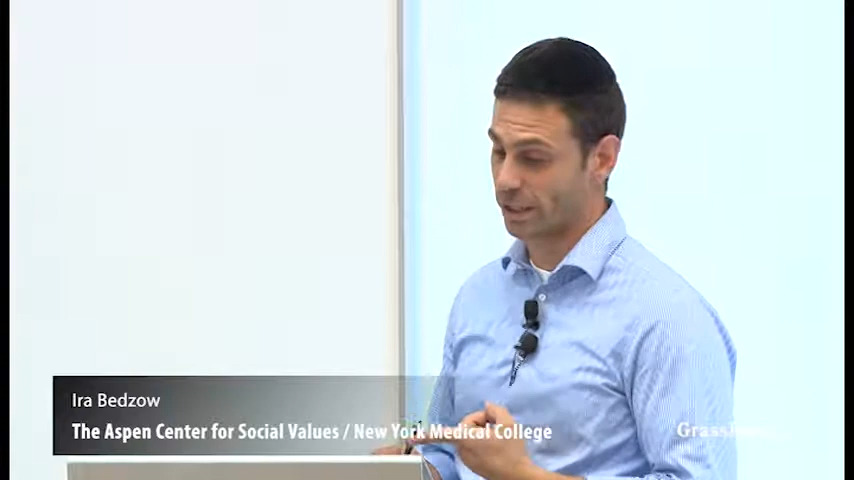 Ira Bedzow
The Aspen Center for Social Values / New York Medical College